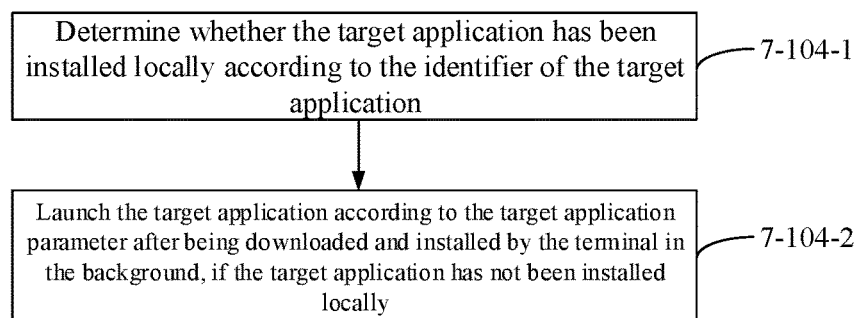 Determine whether the target application has been
installed locally according to the identifier of the target
application
7-104-1
Launch the target application according to the target application
parameter after being downloaded and installed by the terminal in
the background, if the target application has not been installed
locally
7-104-2